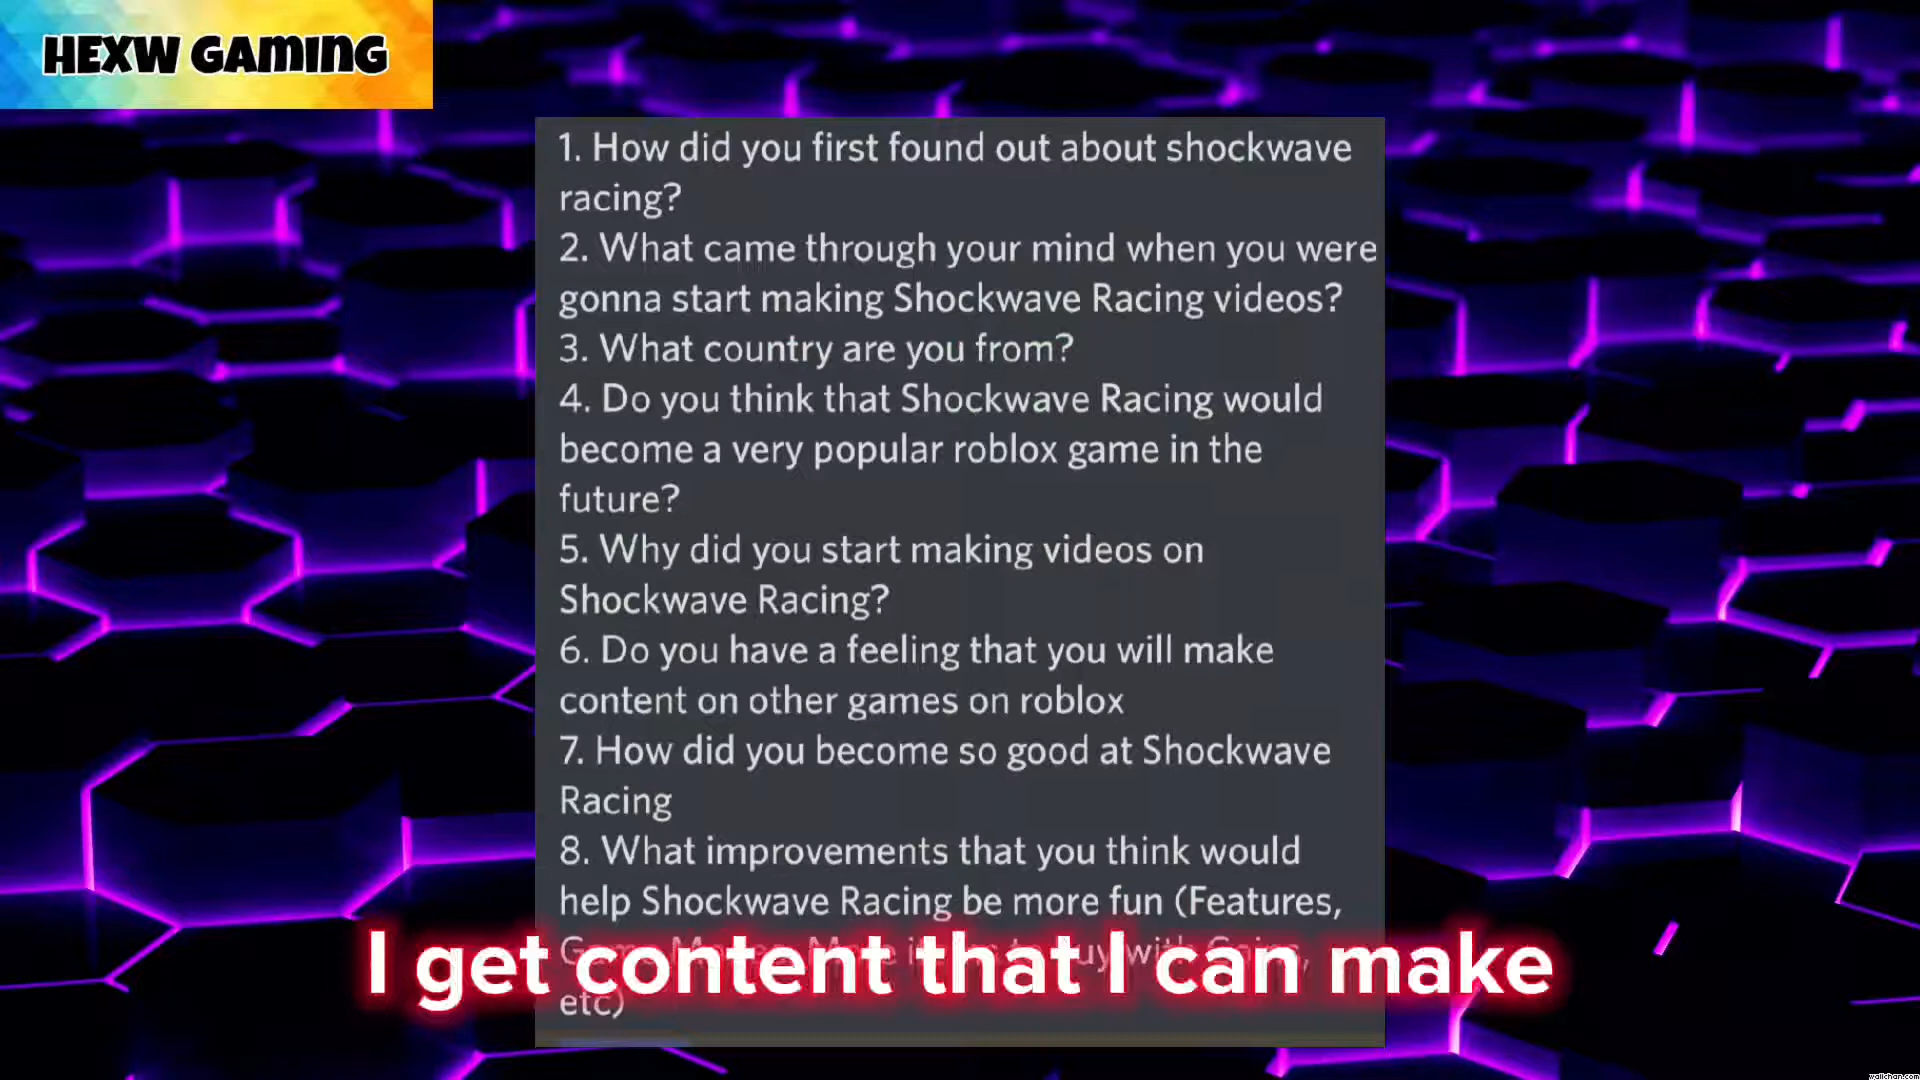 HEXW GAMING
1. How did you first found out about shockwave
racing?
2. What came through your mind when you were
gonna start making Shockwave Racing videos?
3. What country are you from?
4. Do you think that Shockwave Racing would
become a very popular roblox game in the
future?
5. Why did you start making videos on
Shockwave Racing?
6. Do you have a feeling that you will make
content on other games on roblox
7. How did you become so good at Shockwave
Racing
8. What improvements that you think would
help Shockwave Racing be more fun (Features,
I get content that I can make
etc)
wallchan.com